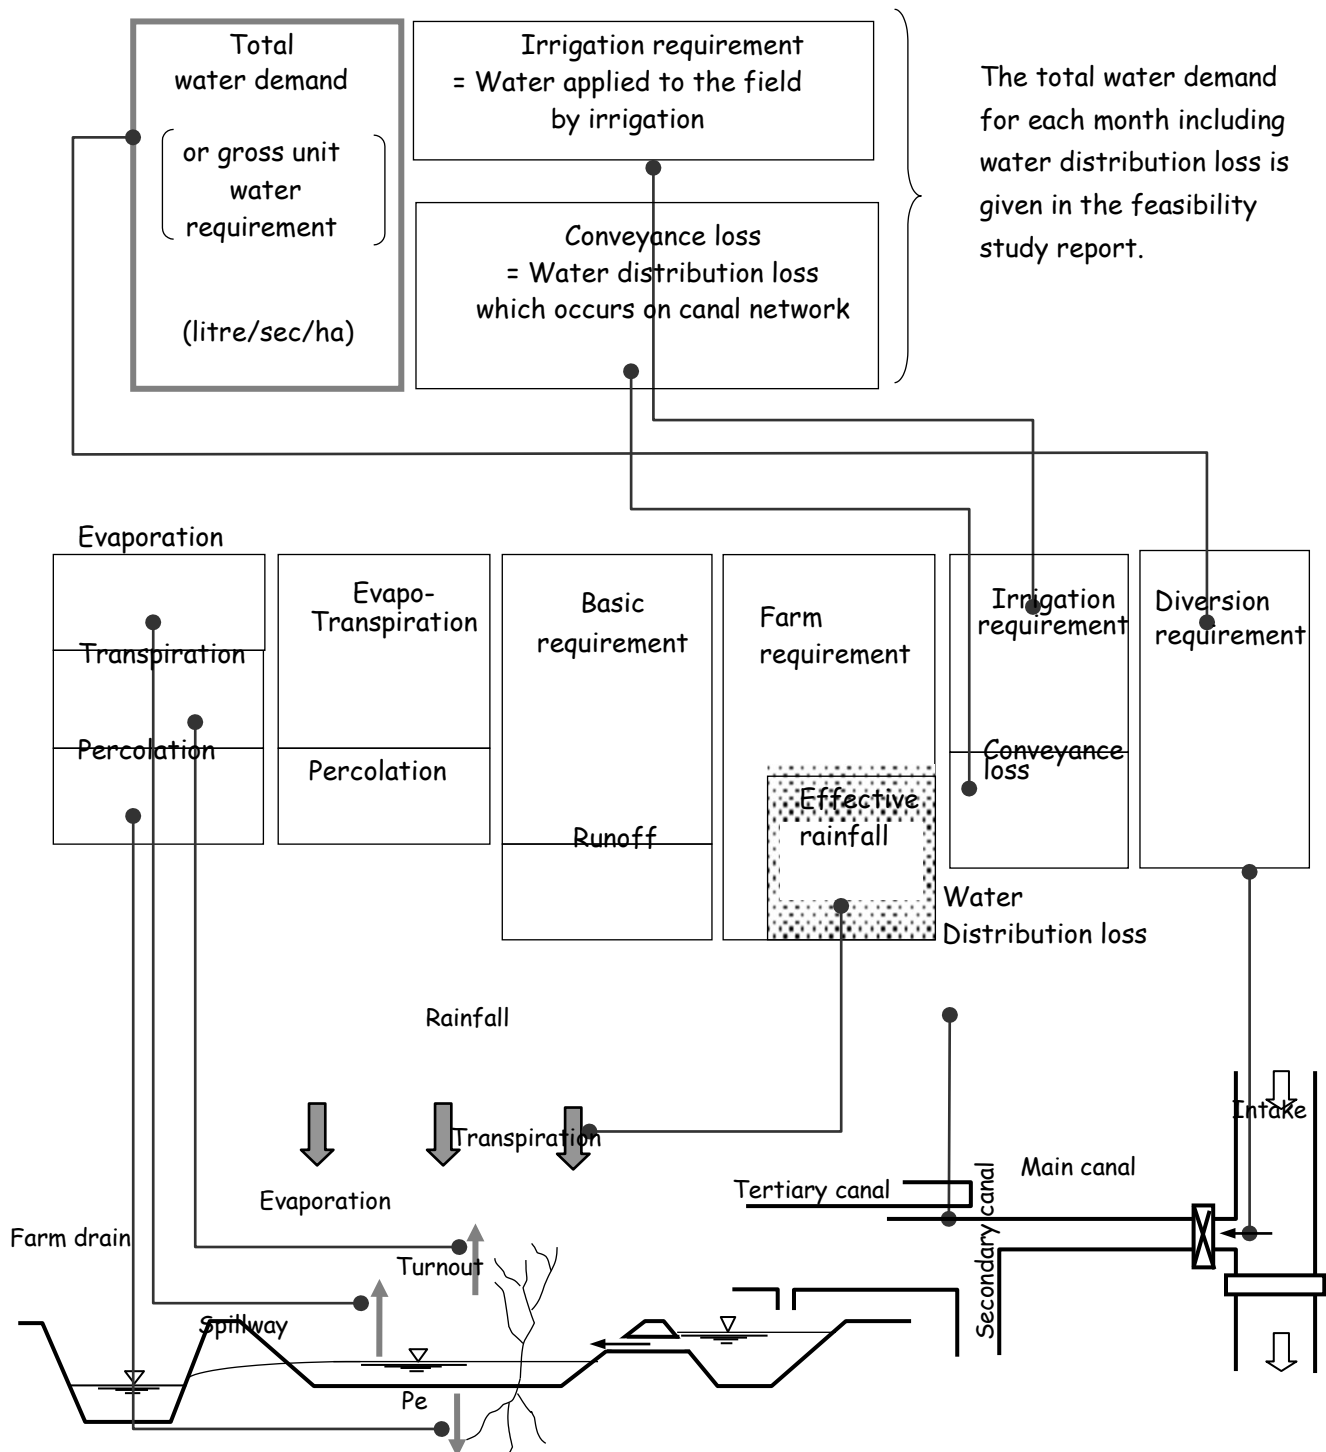 Total
water demand
or gross unit
water
requirement
(litre/sec/ha)
Irrigation requirement
= Water applied to the field
by irrigation
Conveyance loss
= Water distribution loss
which occurs on canal network
The total water demand
for each month including
water distribution loss is
given in the feasibility
study report.
Evaporation
Transpiration
Percolation
Evapo-
Transpiration
Percolation
Basic
requirement
Runoff
Farm
requirement
Effective
rainfall
Irrigation
requirement
Conveyance
loss
Diversion
requirement
Water
Distribution loss
Rainfall
Transpiration
Evaporation
Farm drain
Turnout
Spillway
Pe
Tertiary canal
Secondary canal
Main canal
Intake